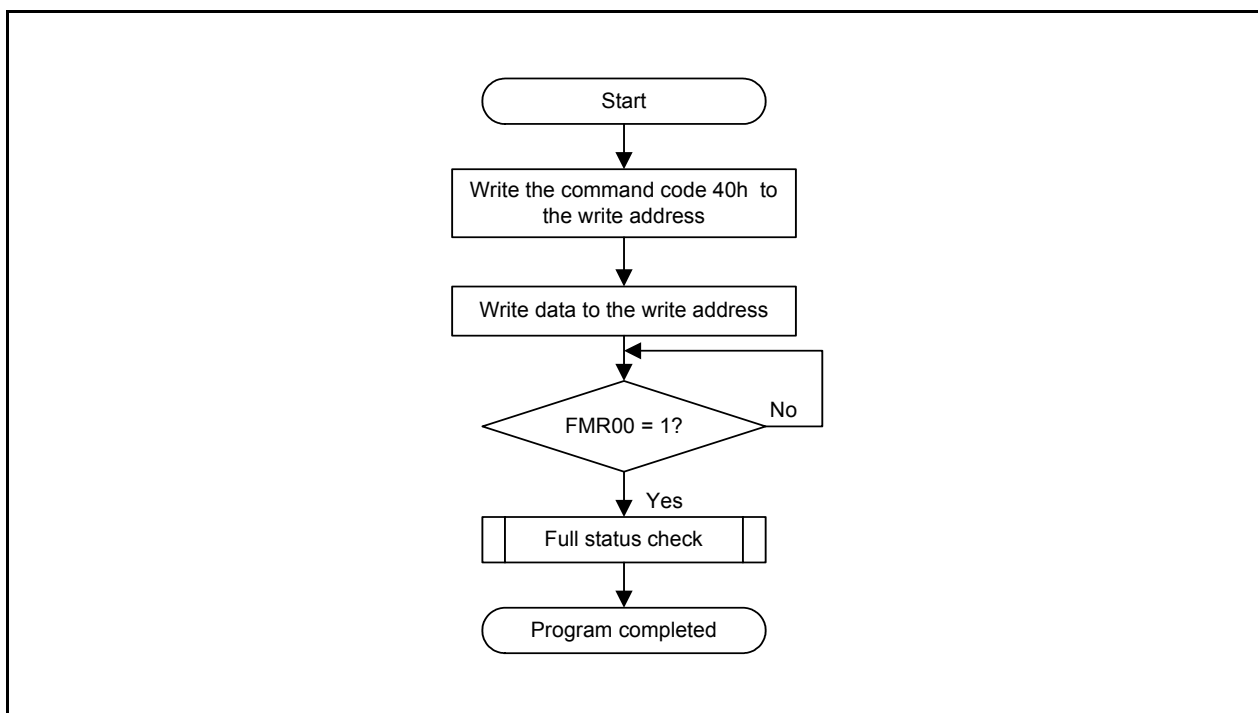 Start
Write the command code 40h to
the write address
Write data to the write address
FMR00 = 1?
No
Yes
Full status check
Program completed